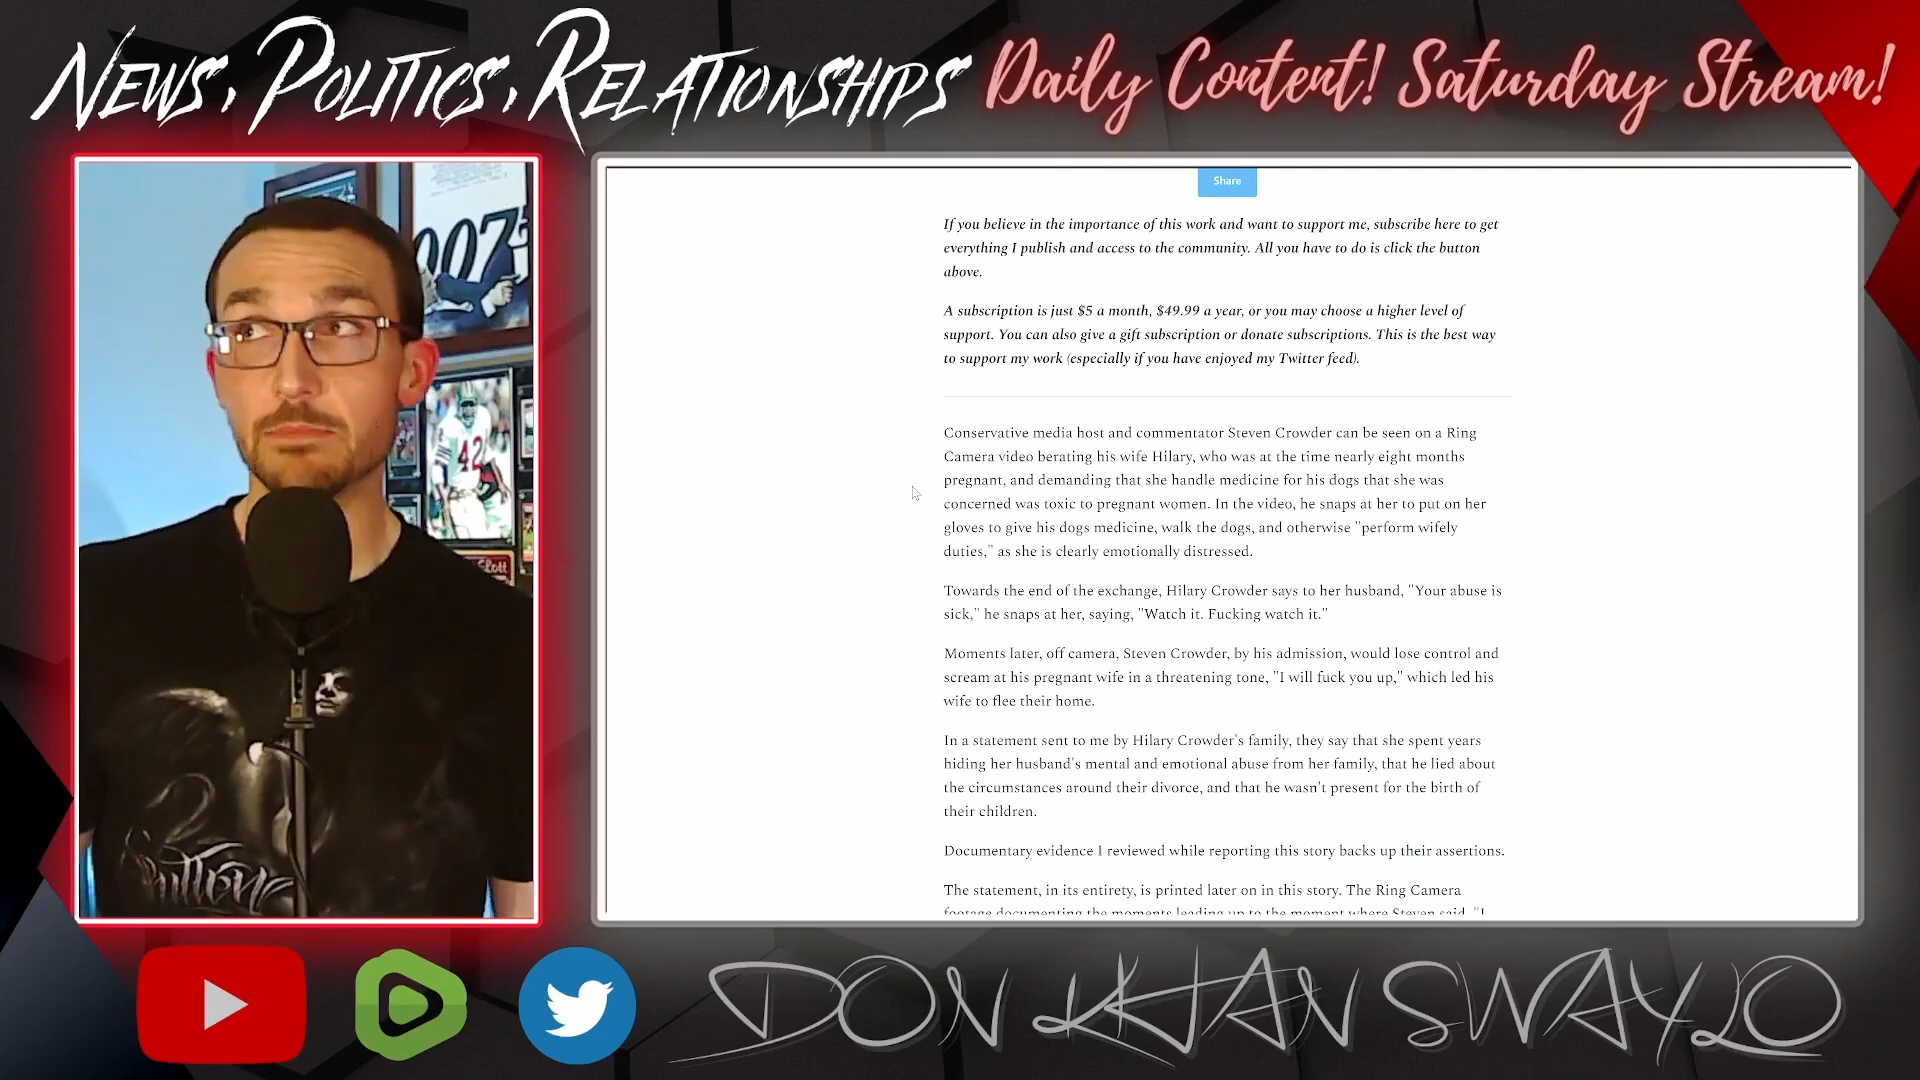 NEWS, POLITICS, RELATIONSHIPS Daily Content! Saturday Stream!
007
42
Share
If you believe in the importance of this work and want to support me, subscribe here to get
everything I publish and access to the community. All you have to do is click the button
above.
A subscription is just $5 a month, $49.99 a year, or you may choose a higher level of
support. You can also give a gift subscription or donate subscriptions. This is the best way
to support my work (especially if you have enjoyed my Twitter feed).
Conservative media host and commentator Steven Crowder can be seen on a Ring
Camera video berating his wife Hilary, who was at the time nearly eight months
pregnant, and demanding that she handle medicine for his dogs that she was
concerned was toxic to pregnant women. In the video, he snaps at her to put on her
gloves to give his dogs medicine, walk the dogs, and otherwise "perform wifely
duties," as she is clearly emotionally distressed.
Towards the end of the exchange, Hilary Crowder says to her husband, "Your abuse is
sick," he snaps at her, saying, "Watch it. Fucking watch it."
Moments later, off camera, Steven Crowder, by his admission, would lose control and
scream at his pregnant wife in a threatening tone, "I will fuck you up," which led his
wife to flee their home.
In a statement sent to me by Hilary Crowder's family, they say that she spent years
hiding her husband's mental and emotional abuse from her family, that he lied about
the circumstances around their divorce, and that he wasn't present for the birth of
their children.
Documentary evidence I reviewed while reporting this story backs up their assertions.
The statement, in its entirety, is printed later on in this story. The Ring Camera
footage documenting the moments leading up to the moment where Steven said, "I
DON KHAN SWAYLO